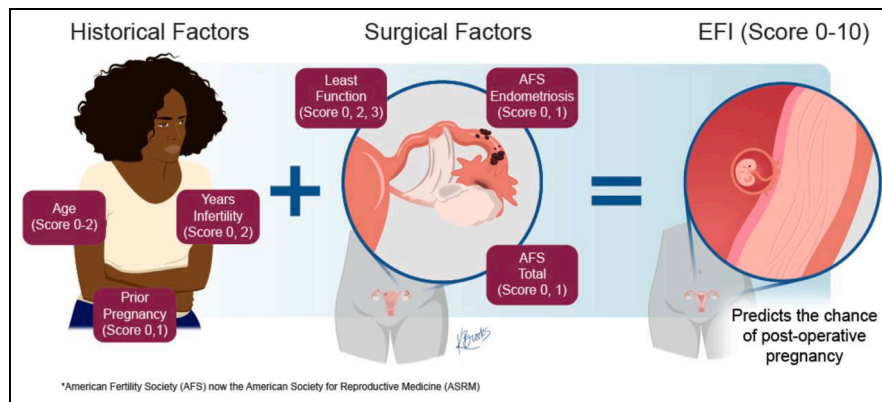 Historical Factors
Surgical Factors
EFI (Score 0-10)
Least
Function
(Score 0, 2, 3)
AFS
Endometriosis
(Score 0, 1)
Age
(Score 0-2)
Years
Infertility
(Score 0, 2)
Prior
Pregnancy
(Score 0,1)
+
AFS
Total
(Score 0, 1)
=
KBrooks
Predicts the chance
of post-operative
pregnancy
*American Fertility Society (AFS) now the American Society for Reproductive Medicine (ASRM)